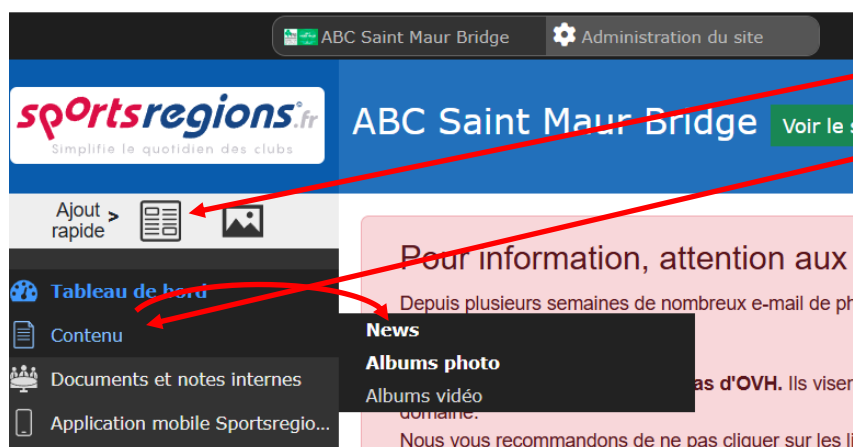 ABC Saint Maur Bridge
Administration du site
sportsregions.fr
Simplifie le quotidien des clubs
ABC Saint Maur Bridge
Voir le s
Ajout >
rapide
Pour information, attention aux
Tableau de bord
Depuis plusieurs semaines de nombreux e-mail de ph
Contenu
News
Albums photo
Albums vidéo
Documents et notes internes
as d'OVH. Ils viser
domaine.
Application mobile Sportsregio...
Nous vous recommandons de ne pas cliquer sur les li